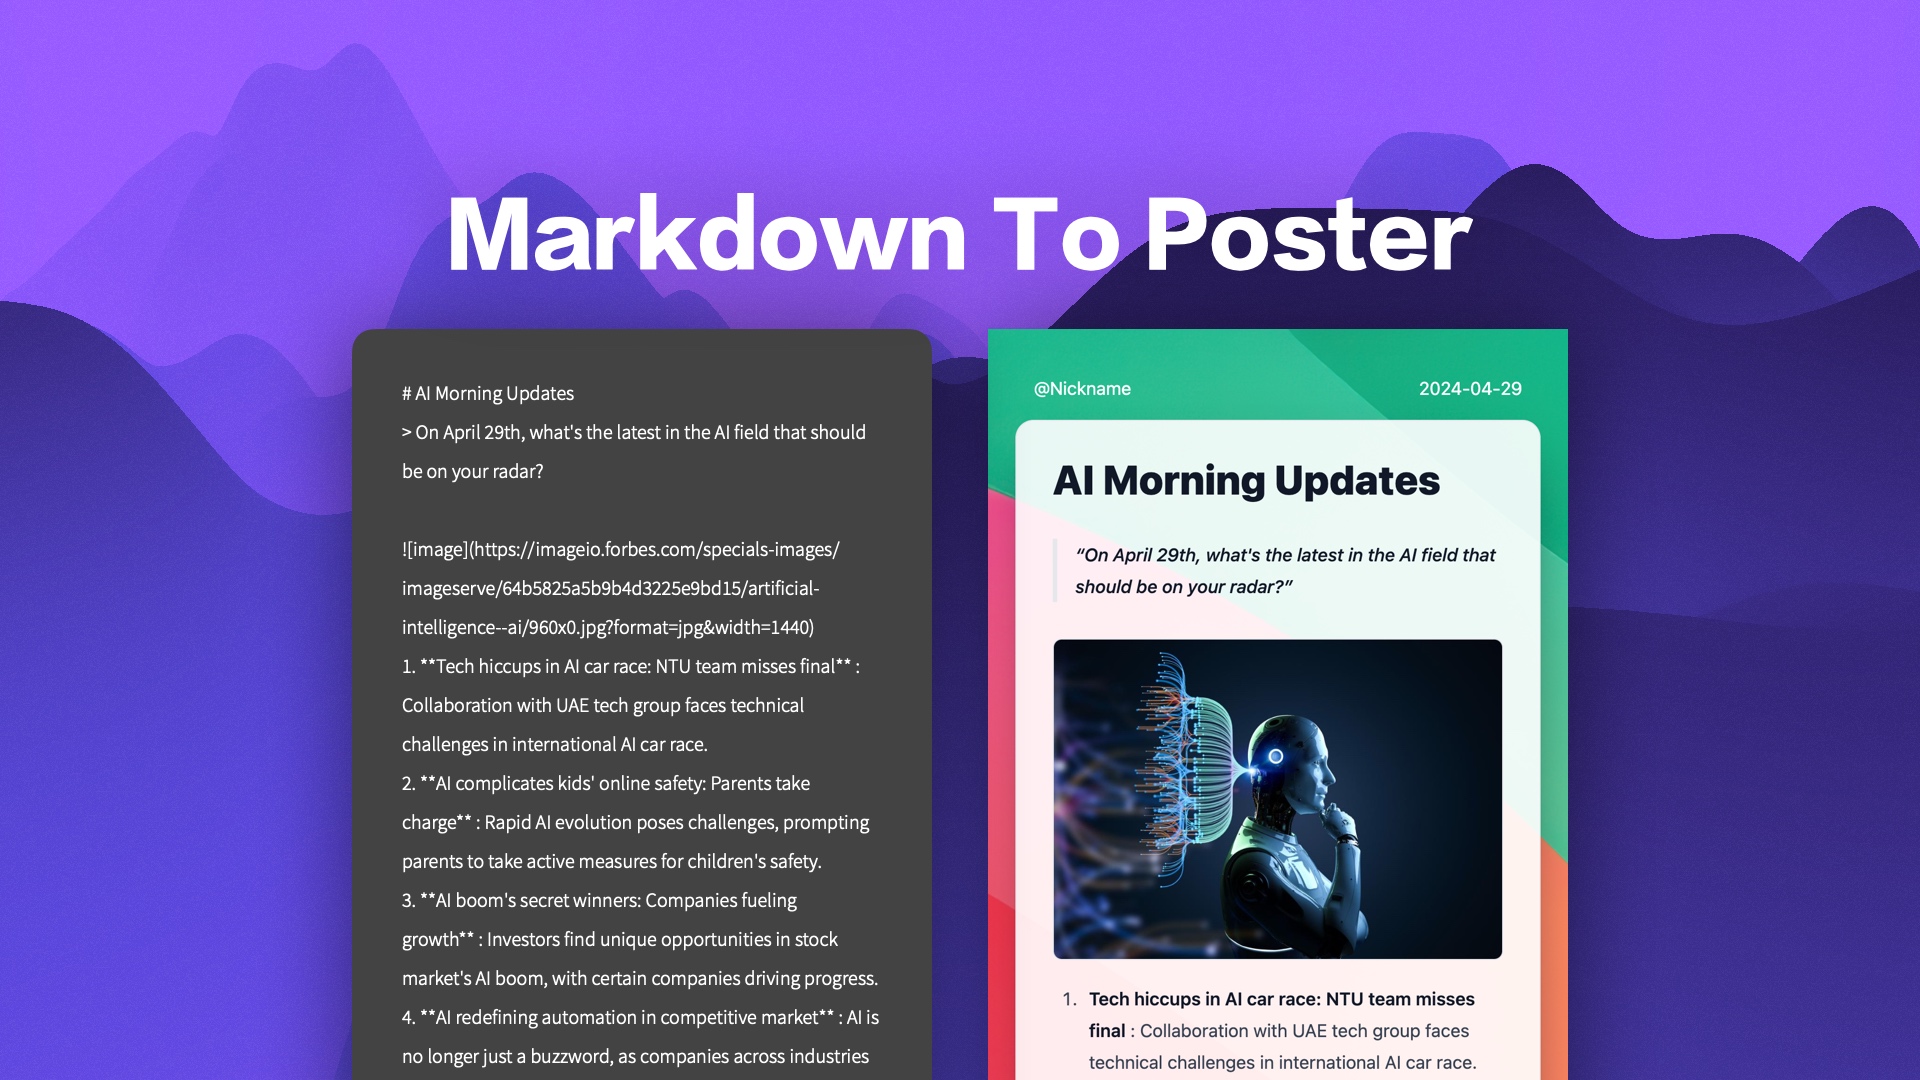 Markdown To Poster
# AI Morning Updates
> On April 29th, what's the latest in the AI field that should
be on your radar?
![image](https://imageio.forbes.com/specials-images/
imageserve/64b5825a5b9b4d3225e9bd15/artificial-
intelligence--ai/960x0.jpg?format=jpg&width=1440)
1. **Tech hiccups in AI car race: NTU team misses final** :
Collaboration with UAE tech group faces technical
challenges in international AI car race.
2. **AI complicates kids' online safety: Parents take
charge** : Rapid AI evolution poses challenges, prompting
parents to take active measures for children's safety.
3. **AI boom's secret winners: Companies fueling
growth** : Investors find unique opportunities in stock
market's AI boom, with certain companies driving progress.
4. **AI redefining automation in competitive market** : AI is
no longer just a buzzword, as companies across industries
@Nickname
2024-04-29
AI Morning Updates
“On April 29th, what's the latest in the AI field that
should be on your radar?”
1. Tech hiccups in AI car race: NTU team misses
final : Collaboration with UAE tech group faces
technical challenges in international AI car race.